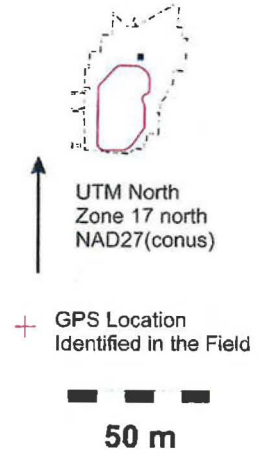 UTM North
Zone 17 north
NAD27(conus)
GPS Location
Identified in the Field
50 m